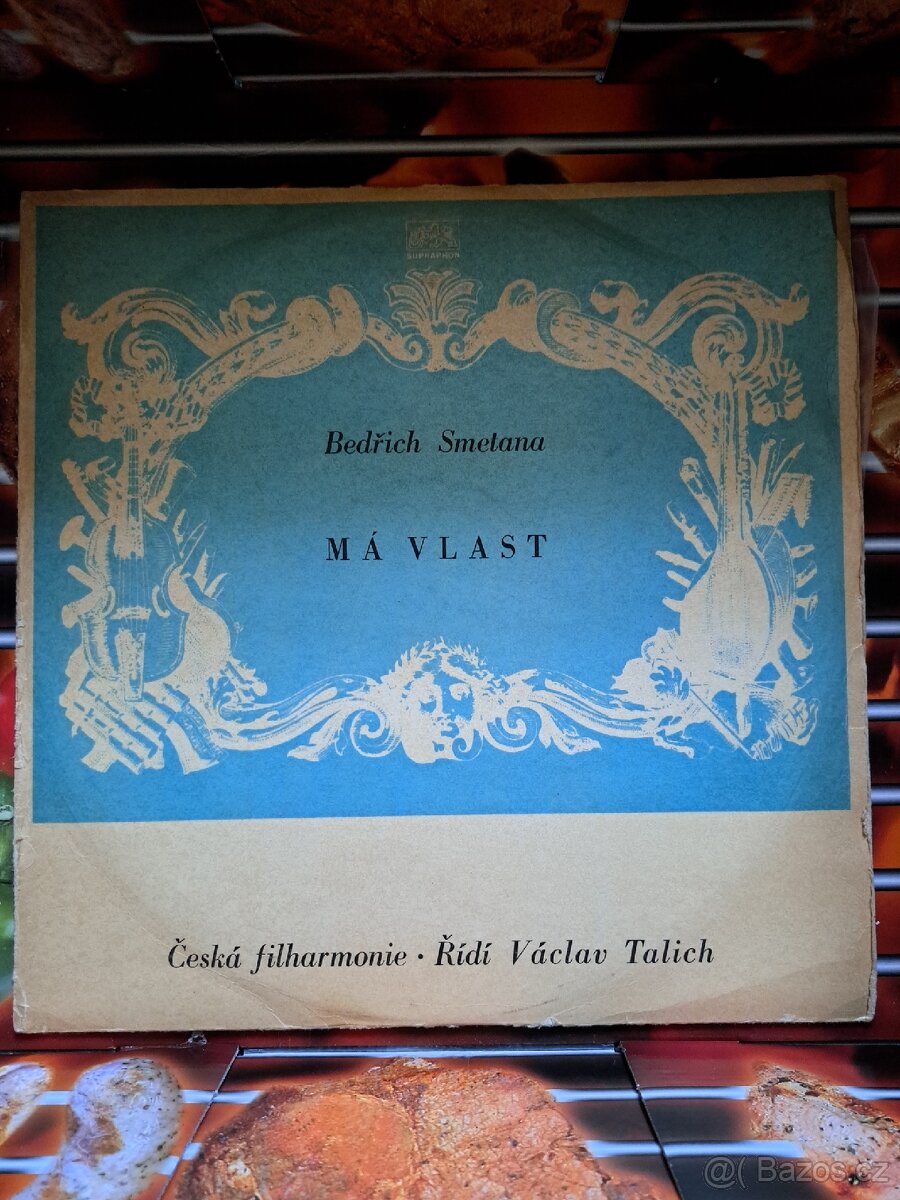 SUPRAPHON
Bedřich Smetana
MÁ VLAST
Česká filharmonie · Řídí Václav Talich
@( Bazos.cz